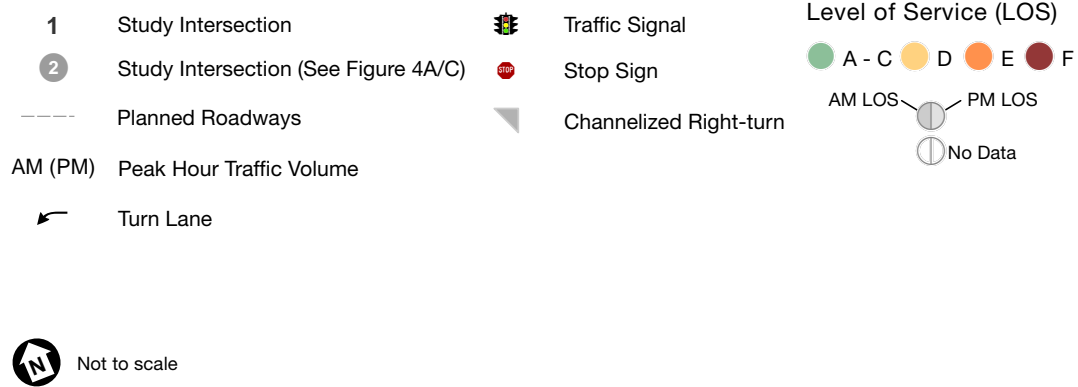 1 Study Intersection
2 Study Intersection (See Figure 4A/C)
Planned Roadways
AM (PM) Peak Hour Traffic Volume
Turn Lane
Traffic Signal
STOP Stop Sign
Channelized Right-turn
Level of Service (LOS)
A - C D E F
AM LOS PM LOS
No Data
N Not to scale